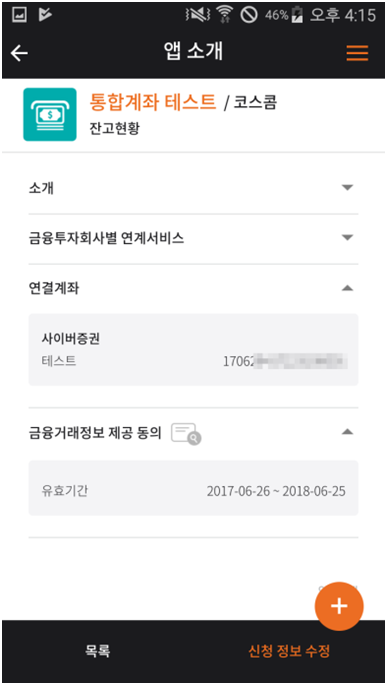 46% 오후 4:15
앱 소개
통합계좌 테스트 / 코스콤
잔고현황
소개
금융투자회사별 연계서비스
연결계좌
사이버증권
테스트 1706
금융거래정보 제공 동의
유효기간 2017-06-26 ~ 2018-06-25
+
목록 신청 정보 수정